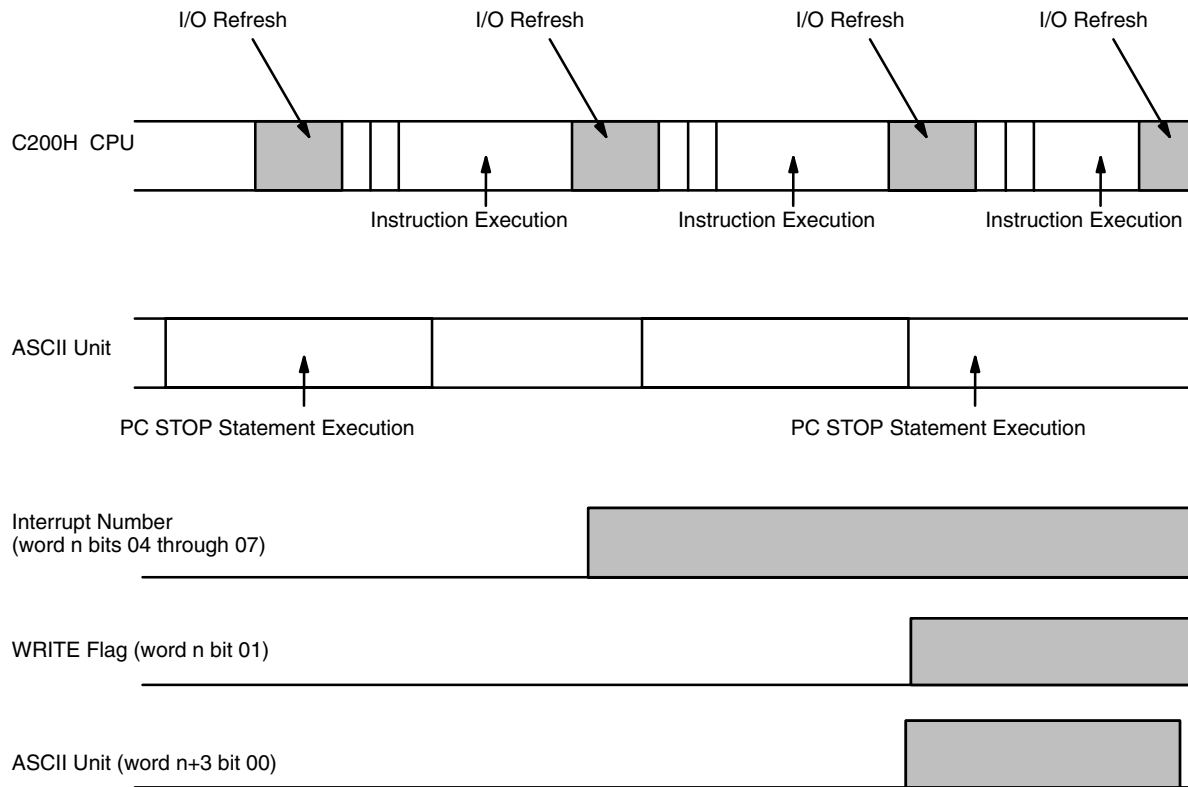 I/O Refresh
I/O Refresh
I/O Refresh
I/O Refresh
C200H CPU
Instruction Execution
Instruction Execution
Instruction Execution
ASCII Unit
PC STOP Statement Execution
PC STOP Statement Execution
Interrupt Number
(word n bits 04 through 07)
WRITE Flag (word n bit 01)
ASCII Unit (word n+3 bit 00)